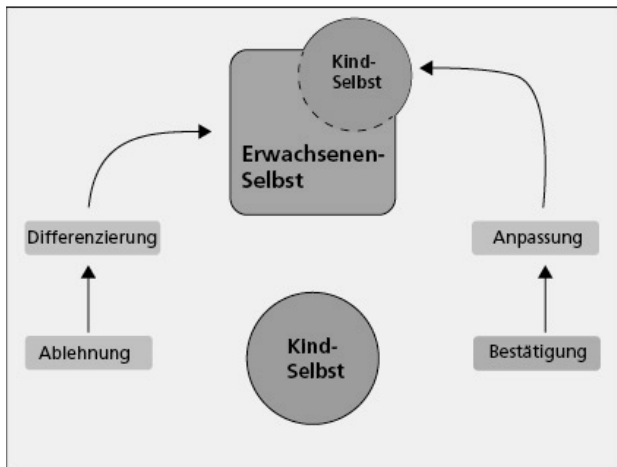 Kind-
Selbst
Erwachsenen-
Selbst
Differenzierung
Anpassung
Ablehnung
Kind-
Selbst
Bestätigung